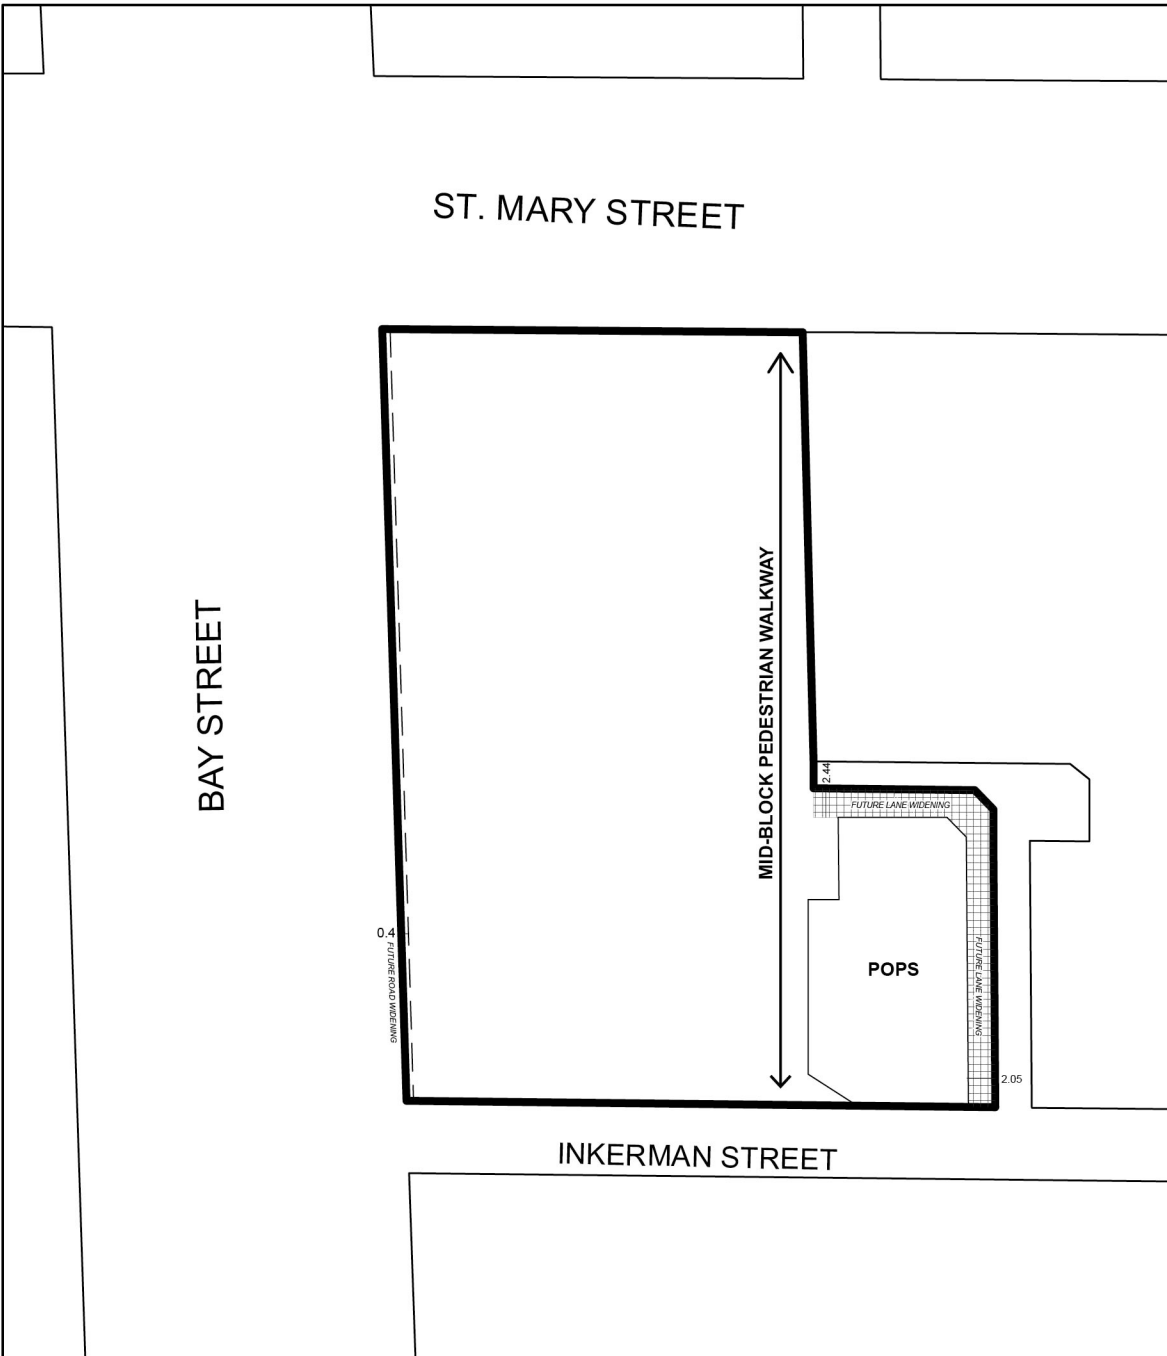 ST. MARY STREET
BAY STREET
MID-BLOCK PEDESTRIAN WALKWAY
2.44
FUTURE LANE WIDENING
0.4
FUTURE ROAD WIDENING
POPS
FUTURE LANE WIDENING
2.05
INKERMAN STREET